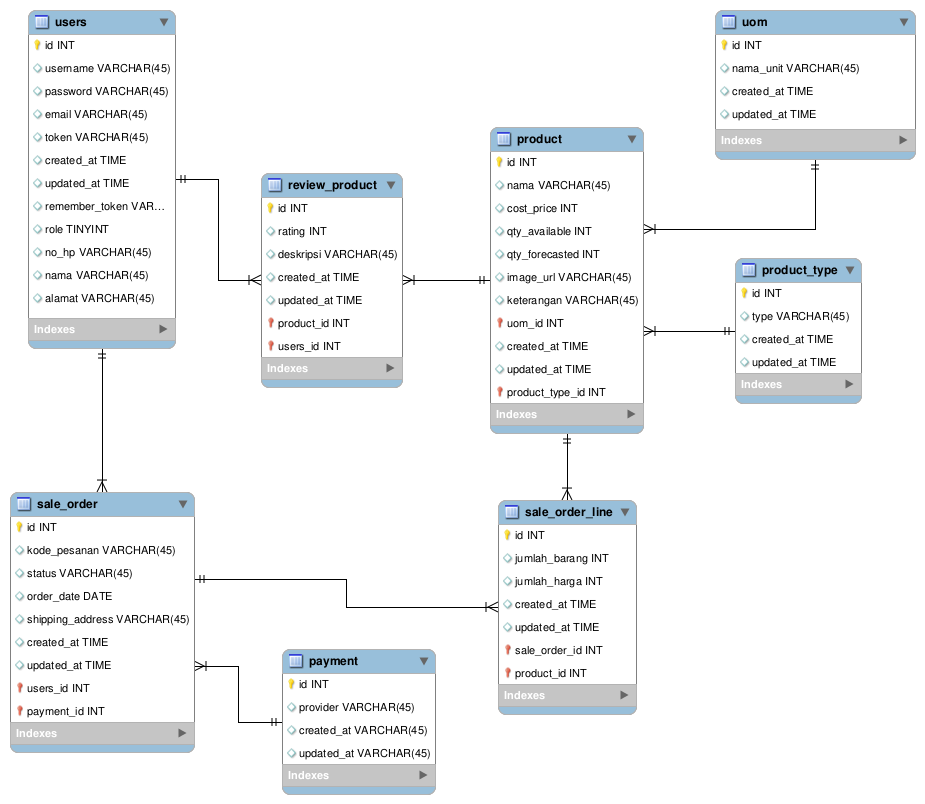 users
id INT
username VARCHAR(45)
password VARCHAR(45)
email VARCHAR(45)
token VARCHAR(45)
created_at TIME
updated_at TIME
remember_token VAR...
role TINYINT
no_hp VARCHAR(45)
nama VARCHAR(45)
alamat VARCHAR(45)
Indexes
review_product
id INT
rating INT
deskripsi VARCHAR(45)
created_at TIME
updated_at TIME
product_id INT
users_id INT
Indexes
product
id INT
nama VARCHAR(45)
cost_price INT
qty_available INT
qty_forecasted INT
image_url VARCHAR(45)
keterangan VARCHAR(45)
uom_id INT
created_at TIME
updated_at TIME
product_type_id INT
Indexes
uom
id INT
nama_unit VARCHAR(45)
created_at TIME
updated_at TIME
Indexes
product_type
id INT
type VARCHAR(45)
created_at TIME
updated_at TIME
Indexes
sale_order
id INT
kode_pesanan VARCHAR(45)
status VARCHAR(45)
order_date DATE
shipping_address VARCHAR(45)
created_at TIME
updated_at TIME
users_id INT
payment_id INT
Indexes
payment
id INT
provider VARCHAR(45)
created_at VARCHAR(45)
updated_at VARCHAR(45)
Indexes
sale_order_line
id INT
jumlah_barang INT
jumlah_harga INT
created_at TIME
updated_at TIME
sale_order_id INT
product_id INT
Indexes